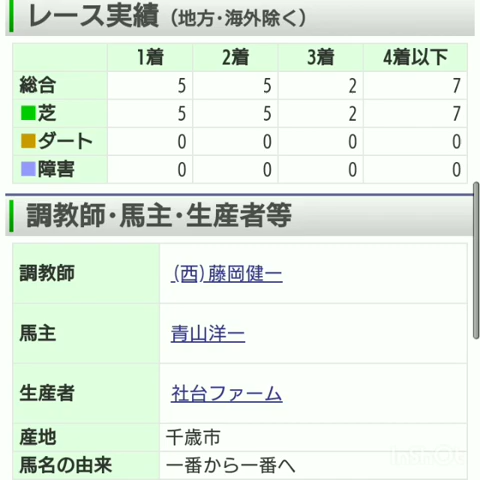 レース実績（地方･海外除く）
1着 2着 3着 4着以下
総合 5 5 2 7
芝 5 5 2 7
ダート 0 0 0 0
障害 0 0 0 0
調教師･馬主･生産者等
調教師 (西)藤岡健一
馬主 青山洋一
生産者 社台ファーム
産地 千歳市
馬名の由来 一番から一番へ
InShOt